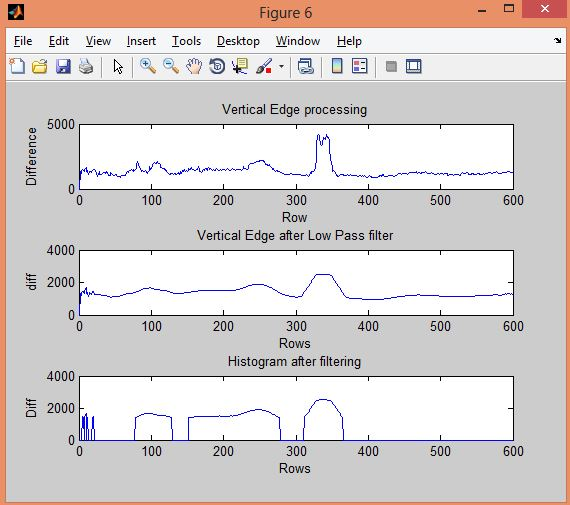 Figure 6
File Edit View Insert Tools Desktop Window Help
Vertical Edge processing
5000
Difference
0
0 100 200 300 400 500 600
Row
Vertical Edge after Low Pass filter
4000
2000
diff
0
0 100 200 300 400 500 600
Rows
Histogram after filtering
4000
2000
Diff
0
0 100 200 300 400 500 600
Rows